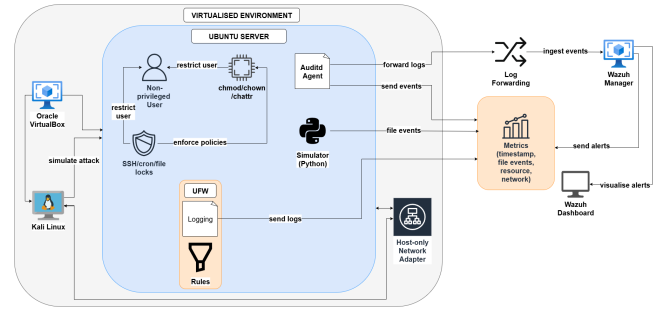 VIRTUALISED ENVIRONMENT
UBUNTU SERVER
Non-
privileged
User
restrict user
chmod/chown
/chattr
Auditd
Agent
forward logs
Log
Forwarding
ingest events
Wazuh
Manager
send events
Oracle
VirtualBox
restrict
user
SSH/cron/file
locks
enforce policies
Simulator
(Python)
file events
Metrics
(timestamp,
file events,
resource,
network)
send alerts
simulate attack
Kali Linux
UFW
Logging
send logs
Rules
Host-only
Network
Adapter
visualise alerts
Wazuh
Dashboard